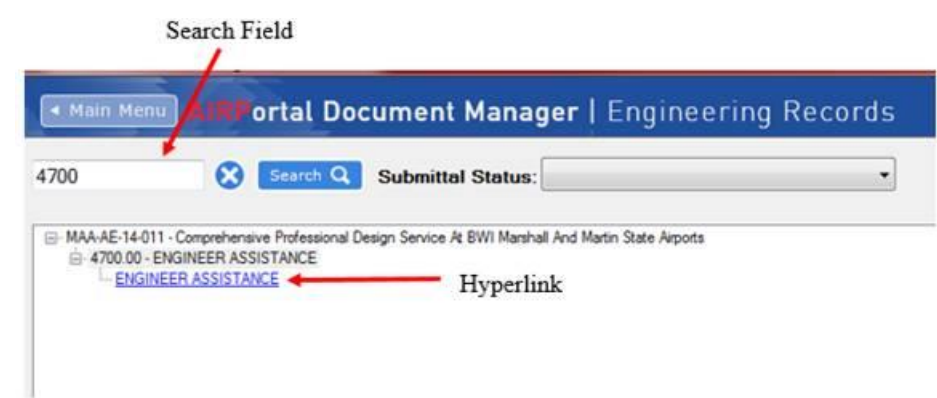 Search Field
Main Menu
AIRPortal Document Manager | Engineering Records
4700
Search
Submittal Status:
MAA-AE-14-011 - Comprehensive Professional Design Service At BWI Marshall And Martin State Airports
4700.00 - ENGINEER ASSISTANCE
ENGINEER ASSISTANCE
Hyperlink